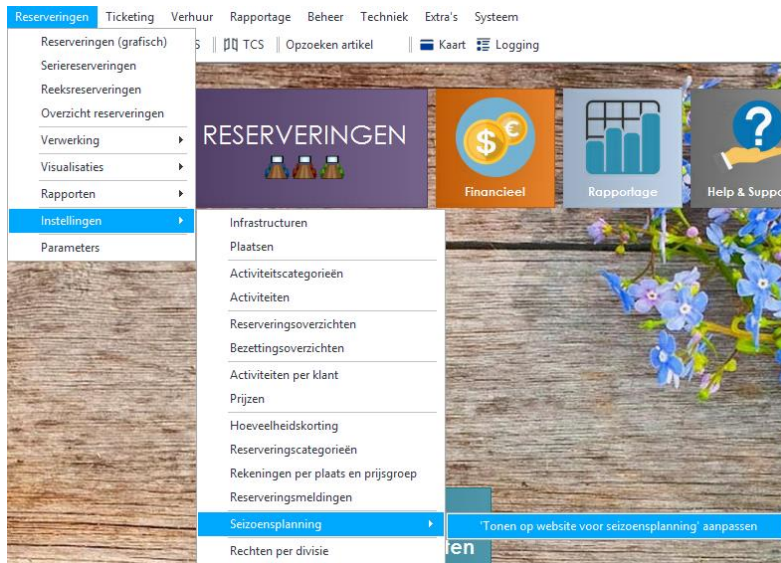 Reserveringen Ticketing Verhuur Rapportage Beheer Techniek Extra's Systeem
S TCS Opzoeken artikel Kaart Logging
Reserveringen (grafisch)
Seriereserveringen
Reeksreserveringen
Overzicht reserveringen
Verwerking
Visualisaties
Rapporten
Instellingen
Parameters
RESERVERINGEN
Financieel
Rapportage
Help & Suppo
Infrastructuren
Plaatsen
Activiteitscategorieën
Activiteiten
Reserveringsoverzichten
Bezettingsoverzichten
Activiteiten per klant
Prijzen
Hoeveelheidskorting
Reserveringscategorieën
Rekeningen per plaats en prijsgroep
Reserveringsmeldingen
Seizoensplanning
Rechten per divisie
'Tonen op website voor seizoensplanning' aanpassen
ten